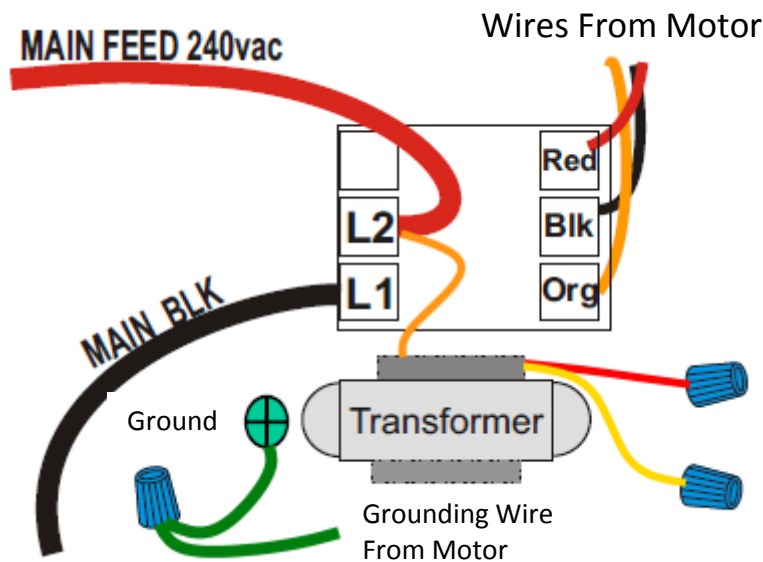 Wires From Motor
MAIN FEED 240vac
Red
L2
Blk
L1
Org
MAIN BLK
Ground
Transformer
Grounding Wire
From Motor